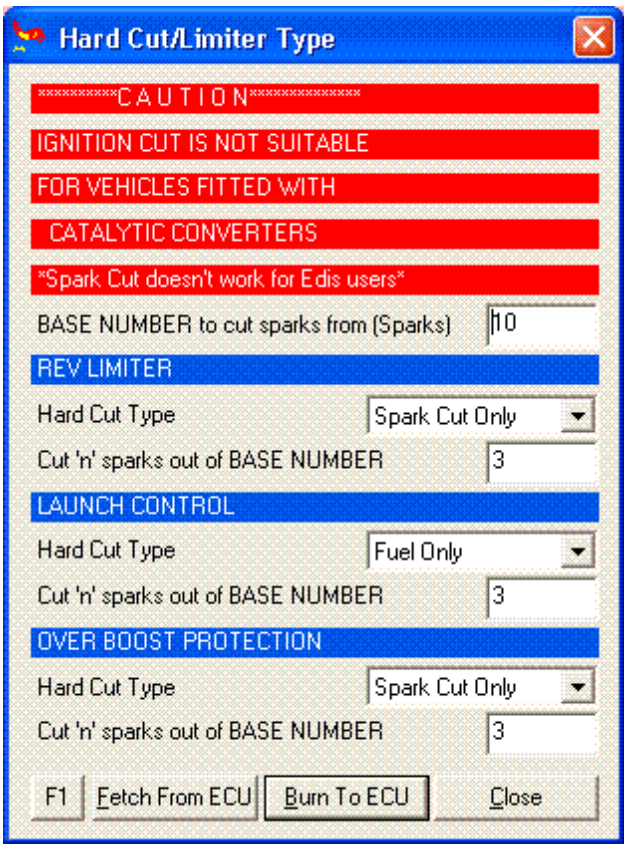 Hard Cut/Limiter Type
**********C A U T I O N**************
IGNITION CUT IS NOT SUITABLE
FOR VEHICLES FITTED WITH
CATALYTIC CONVERTERS
*Spark Cut doesn't work for Edis users*
BASE NUMBER to cut sparks from (Sparks) 10
REV LIMITER
Hard Cut Type Spark Cut Only
Cut 'n' sparks out of BASE NUMBER 3
LAUNCH CONTROL
Hard Cut Type Fuel Only
Cut 'n' sparks out of BASE NUMBER 3
OVER BOOST PROTECTION
Hard Cut Type Spark Cut Only
Cut 'n' sparks out of BASE NUMBER 3
F1 Fetch From ECU Burn To ECU Close